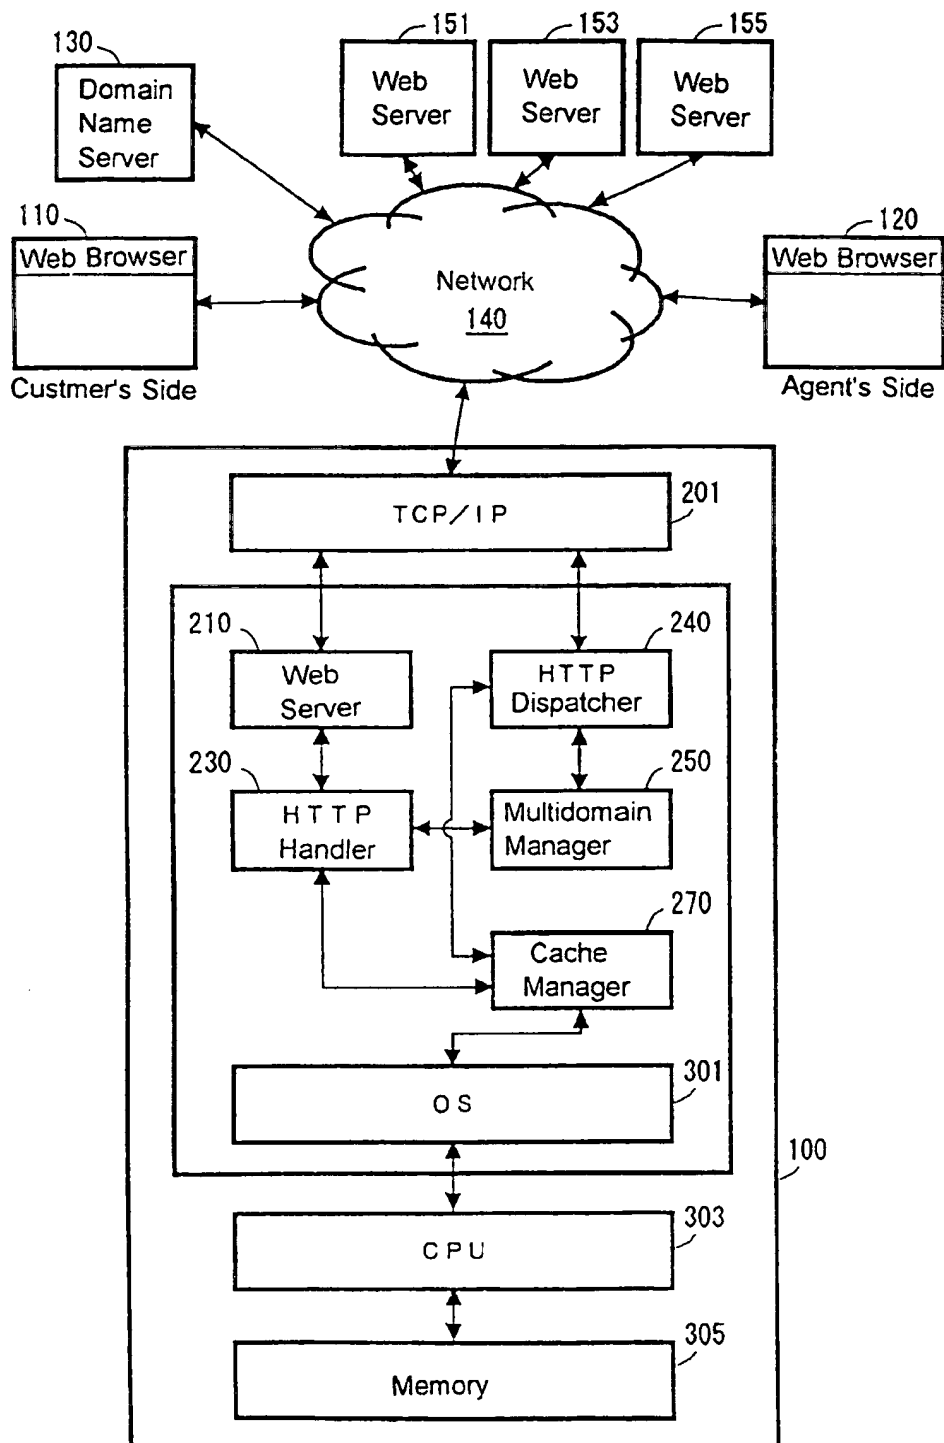 151
153
155
130
Web
Server
Web
Server
Web
Server
Domain
Name
Server
110
Web Browser
Custmer's Side
Network
140
120
Web Browser
Agent's Side
TCP/IP
201
210
Web
Server
240
HTTP
Dispatcher
230
HTTP
Handler
250
Multidomain
Manager
270
Cache
Manager
OS
301
100
CPU
303
Memory
305